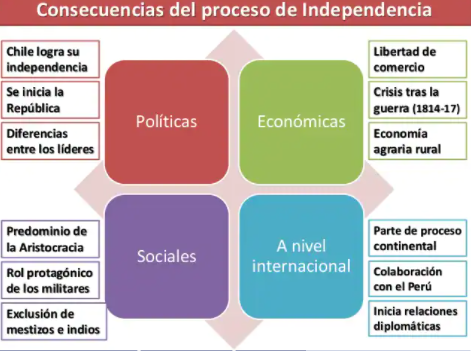 Consecuencias del proceso de Independencia
Chile logra su
independencia
Se inicia la
República
Diferencias
entre los líderes
Políticas
Económicas
Libertad de
comercio
Crisis tras la
guerra (1814-17)
Economía
agraria rural
Predominio de
la Aristocracia
Rol protagónico
de los militares
Exclusión de
mestizos e indios
Sociales
A nivel
internacional
Parte de proceso
continental
Colaboración
con el Perú
Inicia relaciones
diplomáticas